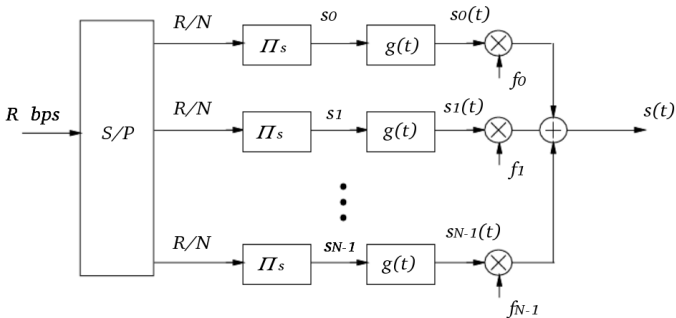 R/N Πs s0 g(t) s0(t) f0
R bps S/P R/N Πs s1 g(t) s1(t) f1 s(t)
R/N Πs sN-1 g(t) sN-1(t) fN-1